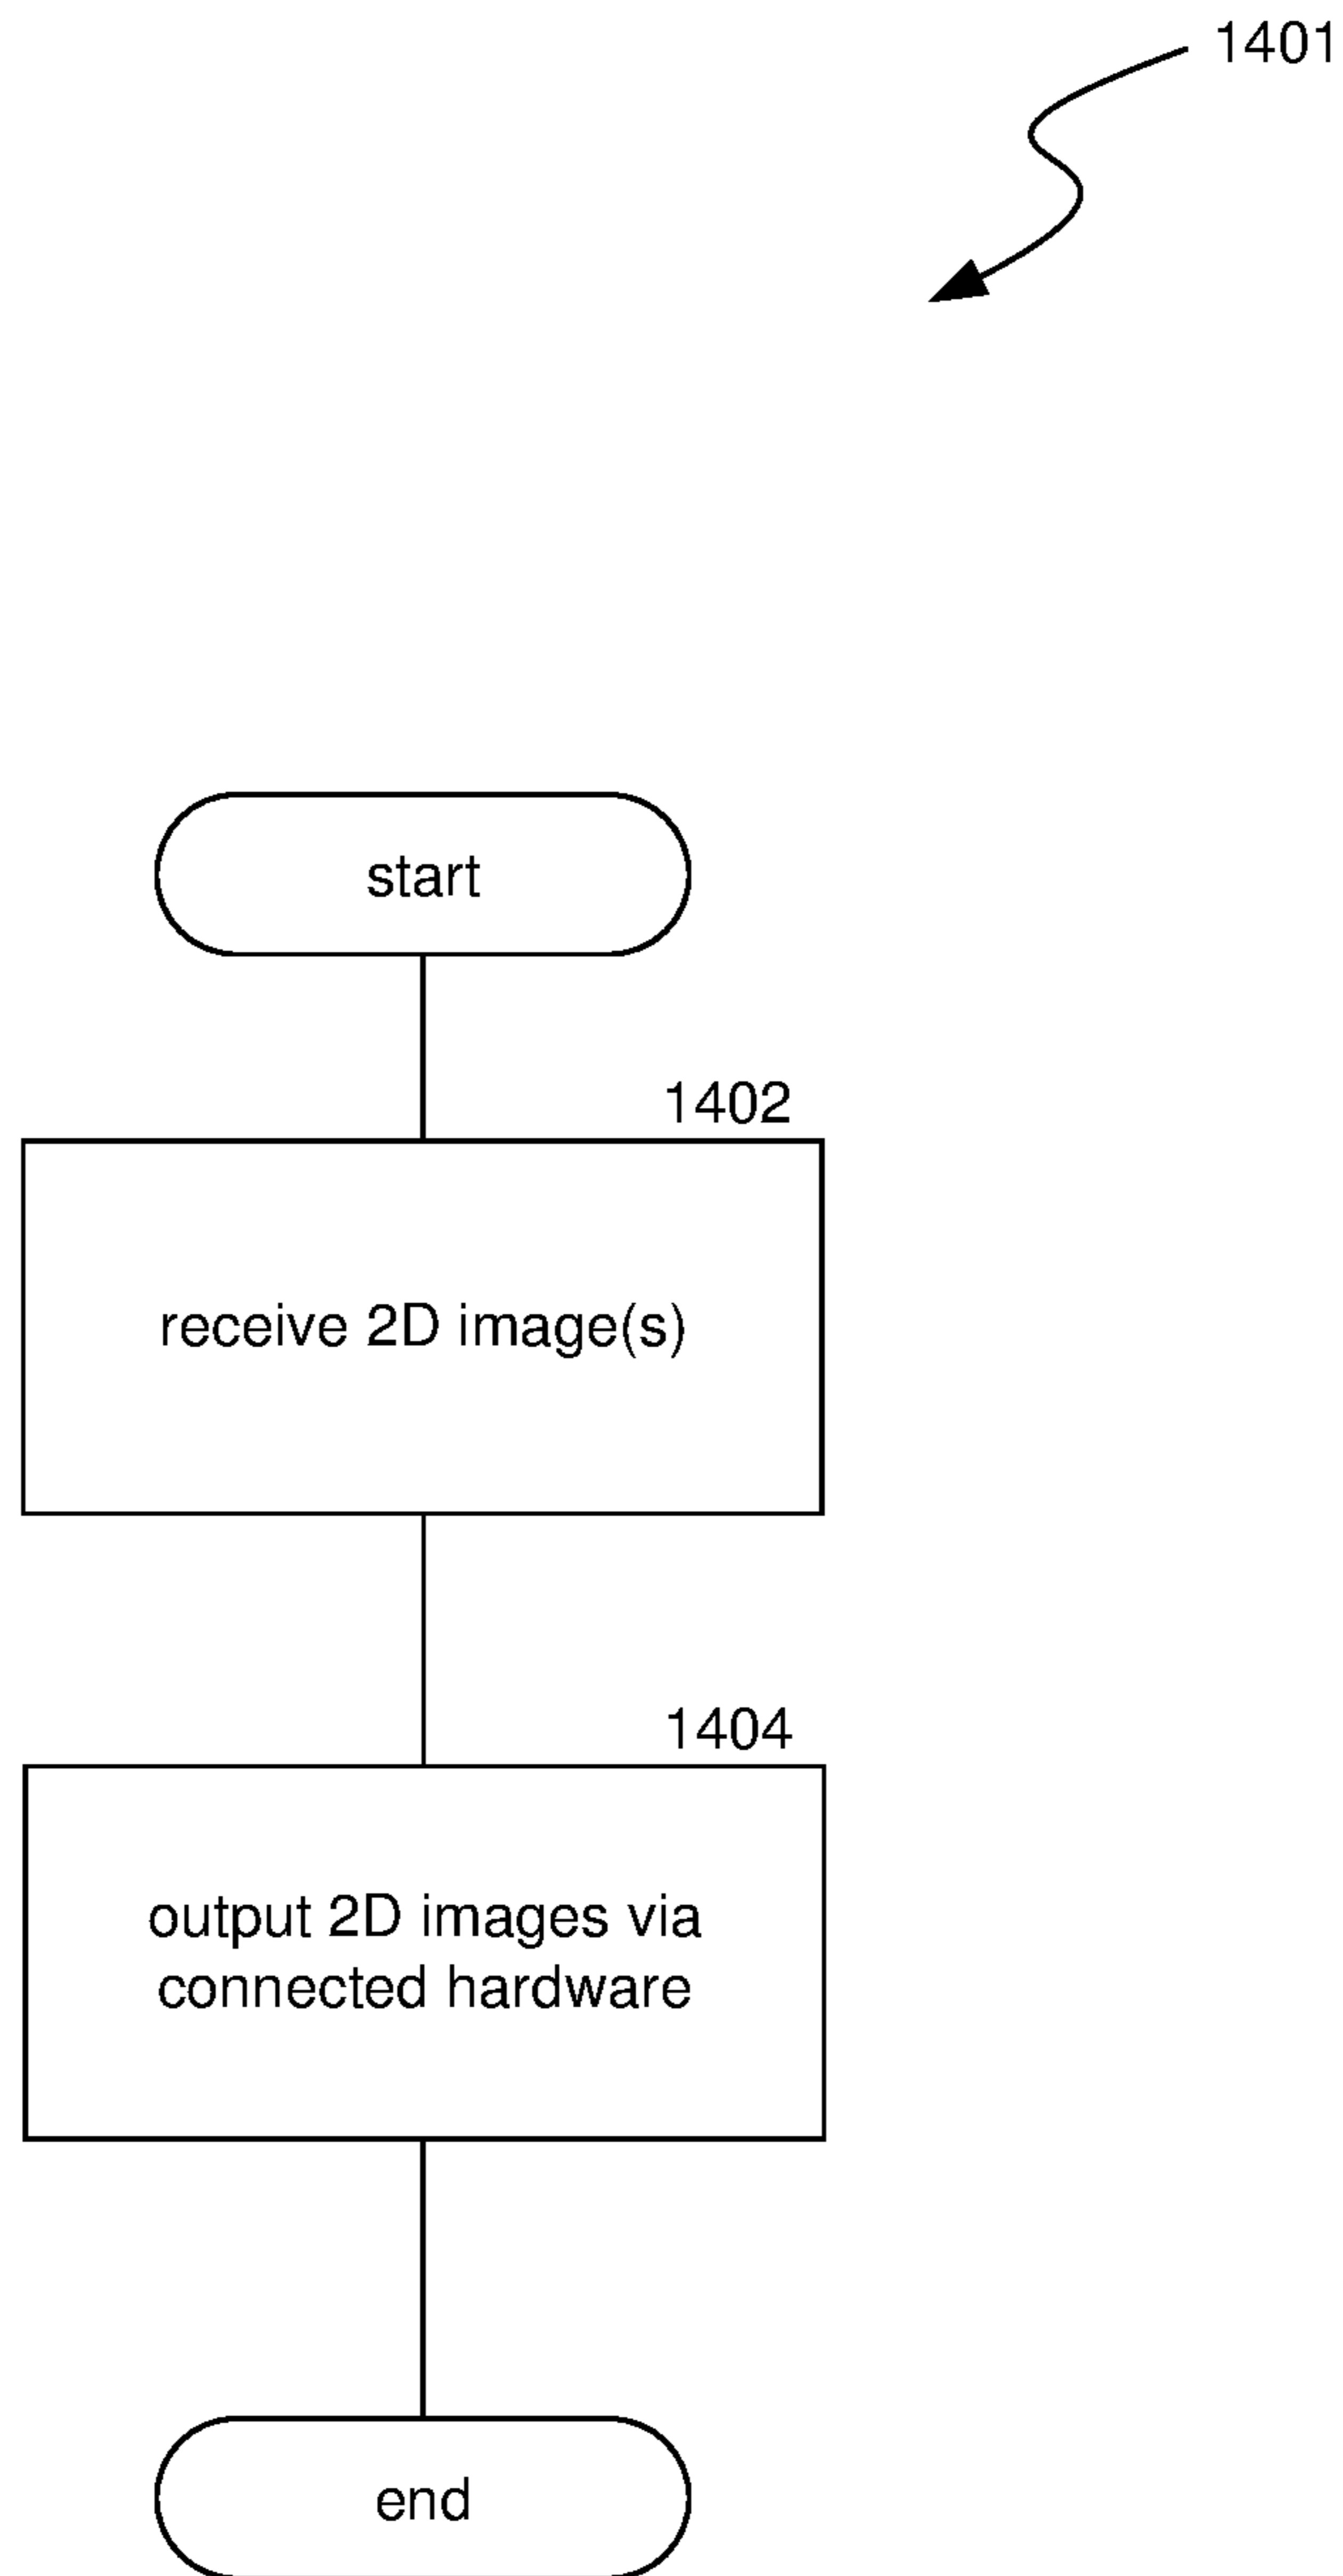 1401
start
1402
receive 2D image(s)
1404
output 2D images via
connected hardware
end